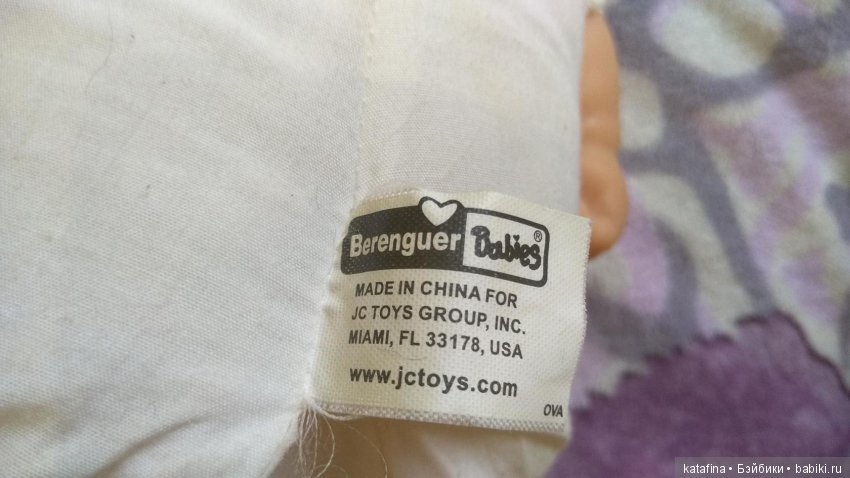 Berenguer Babies®
MADE IN CHINA FOR
JC TOYS GROUP, INC.
MIAMI, FL 33178, USA
www.jctoys.com
OVA
katafina • Бэйбики • babiki.ru